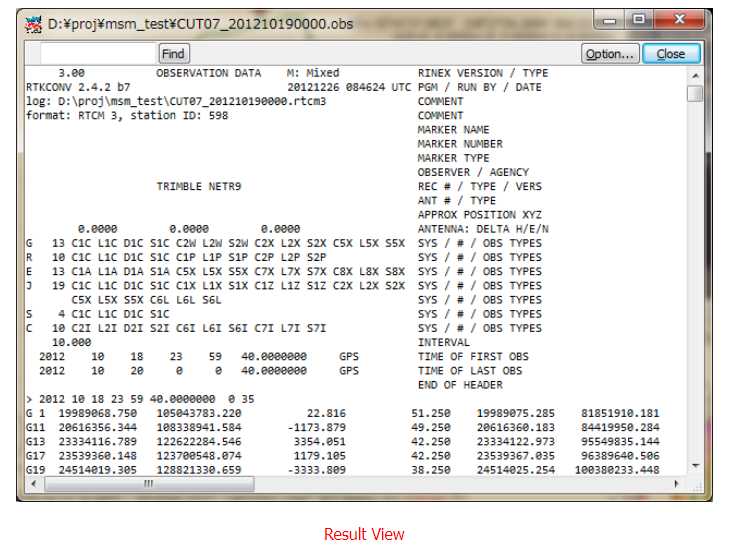 D:¥proj¥msm_test¥CUT07_201210190000.obs
Find Option... Close
3.00 OBSERVATION DATA M: Mixed RINEX VERSION / TYPE
RTKCONV 2.4.2 b7 20121226 084624 UTC PGM / RUN BY / DATE
log: D:\proj\msm_test\CUT07_201210190000.rtcm3 COMMENT
format: RTCM 3, station ID: 598 COMMENT
MARKER NAME
MARKER NUMBER
MARKER TYPE
OBSERVER / AGENCY
TRIMBLE NETR9 REC # / TYPE / VERS
ANT # / TYPE
APPROX POSITION XYZ
0.0000 0.0000 0.0000 ANTENNA: DELTA H/E/N
G 13 C1C L1C D1C S1C C2W L2W S2W C2X L2X S2X C5X L5X S5X SYS / # / OBS TYPES
R 10 C1C L1C D1C S1C C1P L1P S1P C2P L2P S2P SYS / # / OBS TYPES
E 13 C1A L1A D1A S1A C5X L5X S5X C7X L7X S7X C8X L8X S8X SYS / # / OBS TYPES
J 19 C1C L1C D1C S1C C1X L1X S1X C1Z L1Z S1Z C2X L2X S2X SYS / # / OBS TYPES
C5X L5X S5X C6L L6L S6L SYS / # / OBS TYPES
S 4 C1C L1C D1C S1C SYS / # / OBS TYPES
C 10 C2I L2I D2I S2I C6I L6I S6I C7I L7I S7I SYS / # / OBS TYPES
10.000 INTERVAL
2012 10 18 23 59 40.0000000 GPS TIME OF FIRST OBS
2012 10 20 0 0 40.0000000 GPS TIME OF LAST OBS
END OF HEADER
> 2012 10 18 23 59 40.0000000 0 35
G 1 19989068.750 105043783.220 22.816 51.250 19989075.285 81851910.181
G11 20616356.344 108338941.584 -1173.879 49.250 20616360.183 84419950.284
G13 23334116.789 122622284.546 3354.051 42.250 23334122.973 95549835.144
G17 23539360.148 123700548.074 1179.105 42.250 23539367.035 96389640.506
G19 24514019.305 128821330.659 -3333.809 38.250 24514025.254 100380233.448
Result View